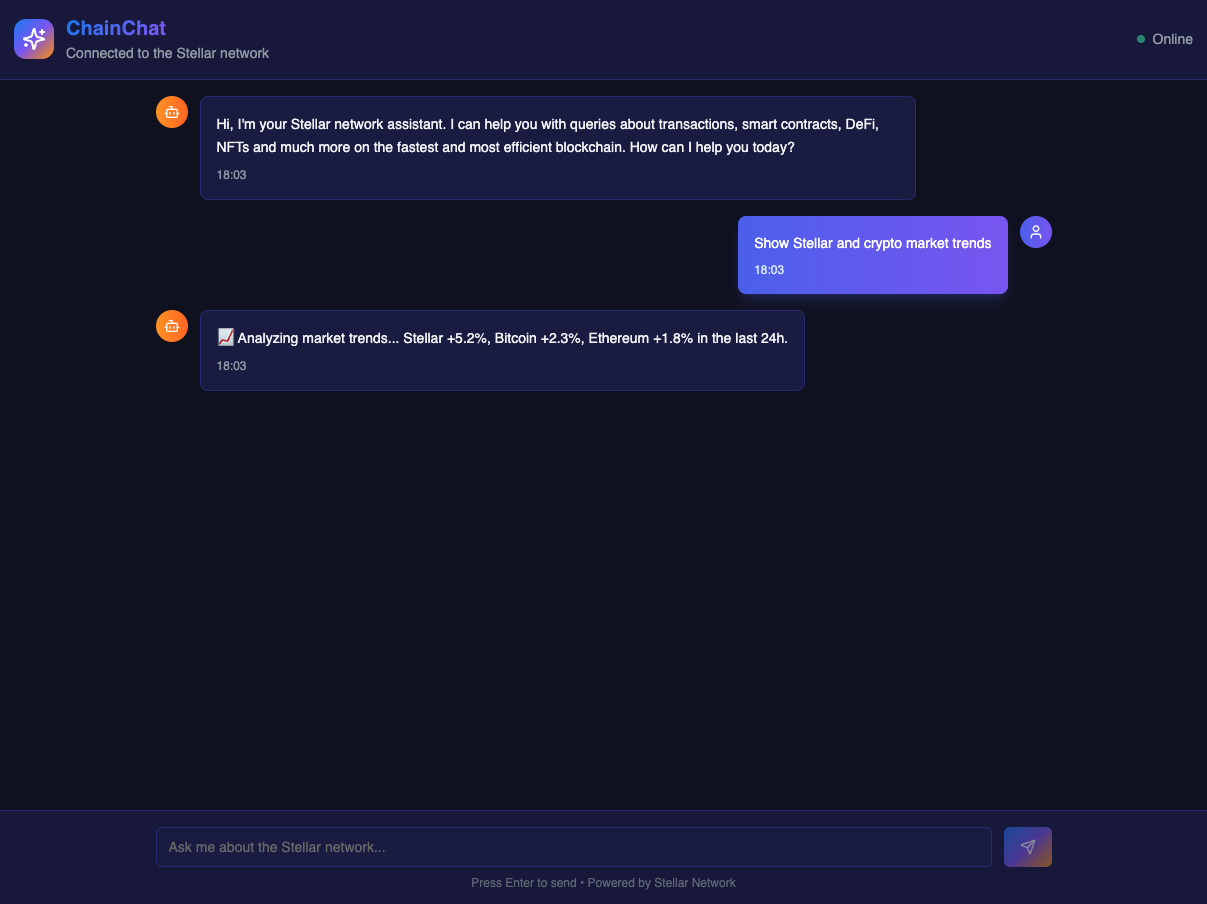 ChainChat
Connected to the Stellar network
Online
Hi, I'm your Stellar network assistant. I can help you with queries about transactions, smart contracts, DeFi,
NFTs and much more on the fastest and most efficient blockchain. How can I help you today?
18:03
Show Stellar and crypto market trends
18:03
📈 Analyzing market trends... Stellar +5.2%, Bitcoin +2.3%, Ethereum +1.8% in the last 24h.
18:03
Ask me about the Stellar network...
Press Enter to send • Powered by Stellar Network